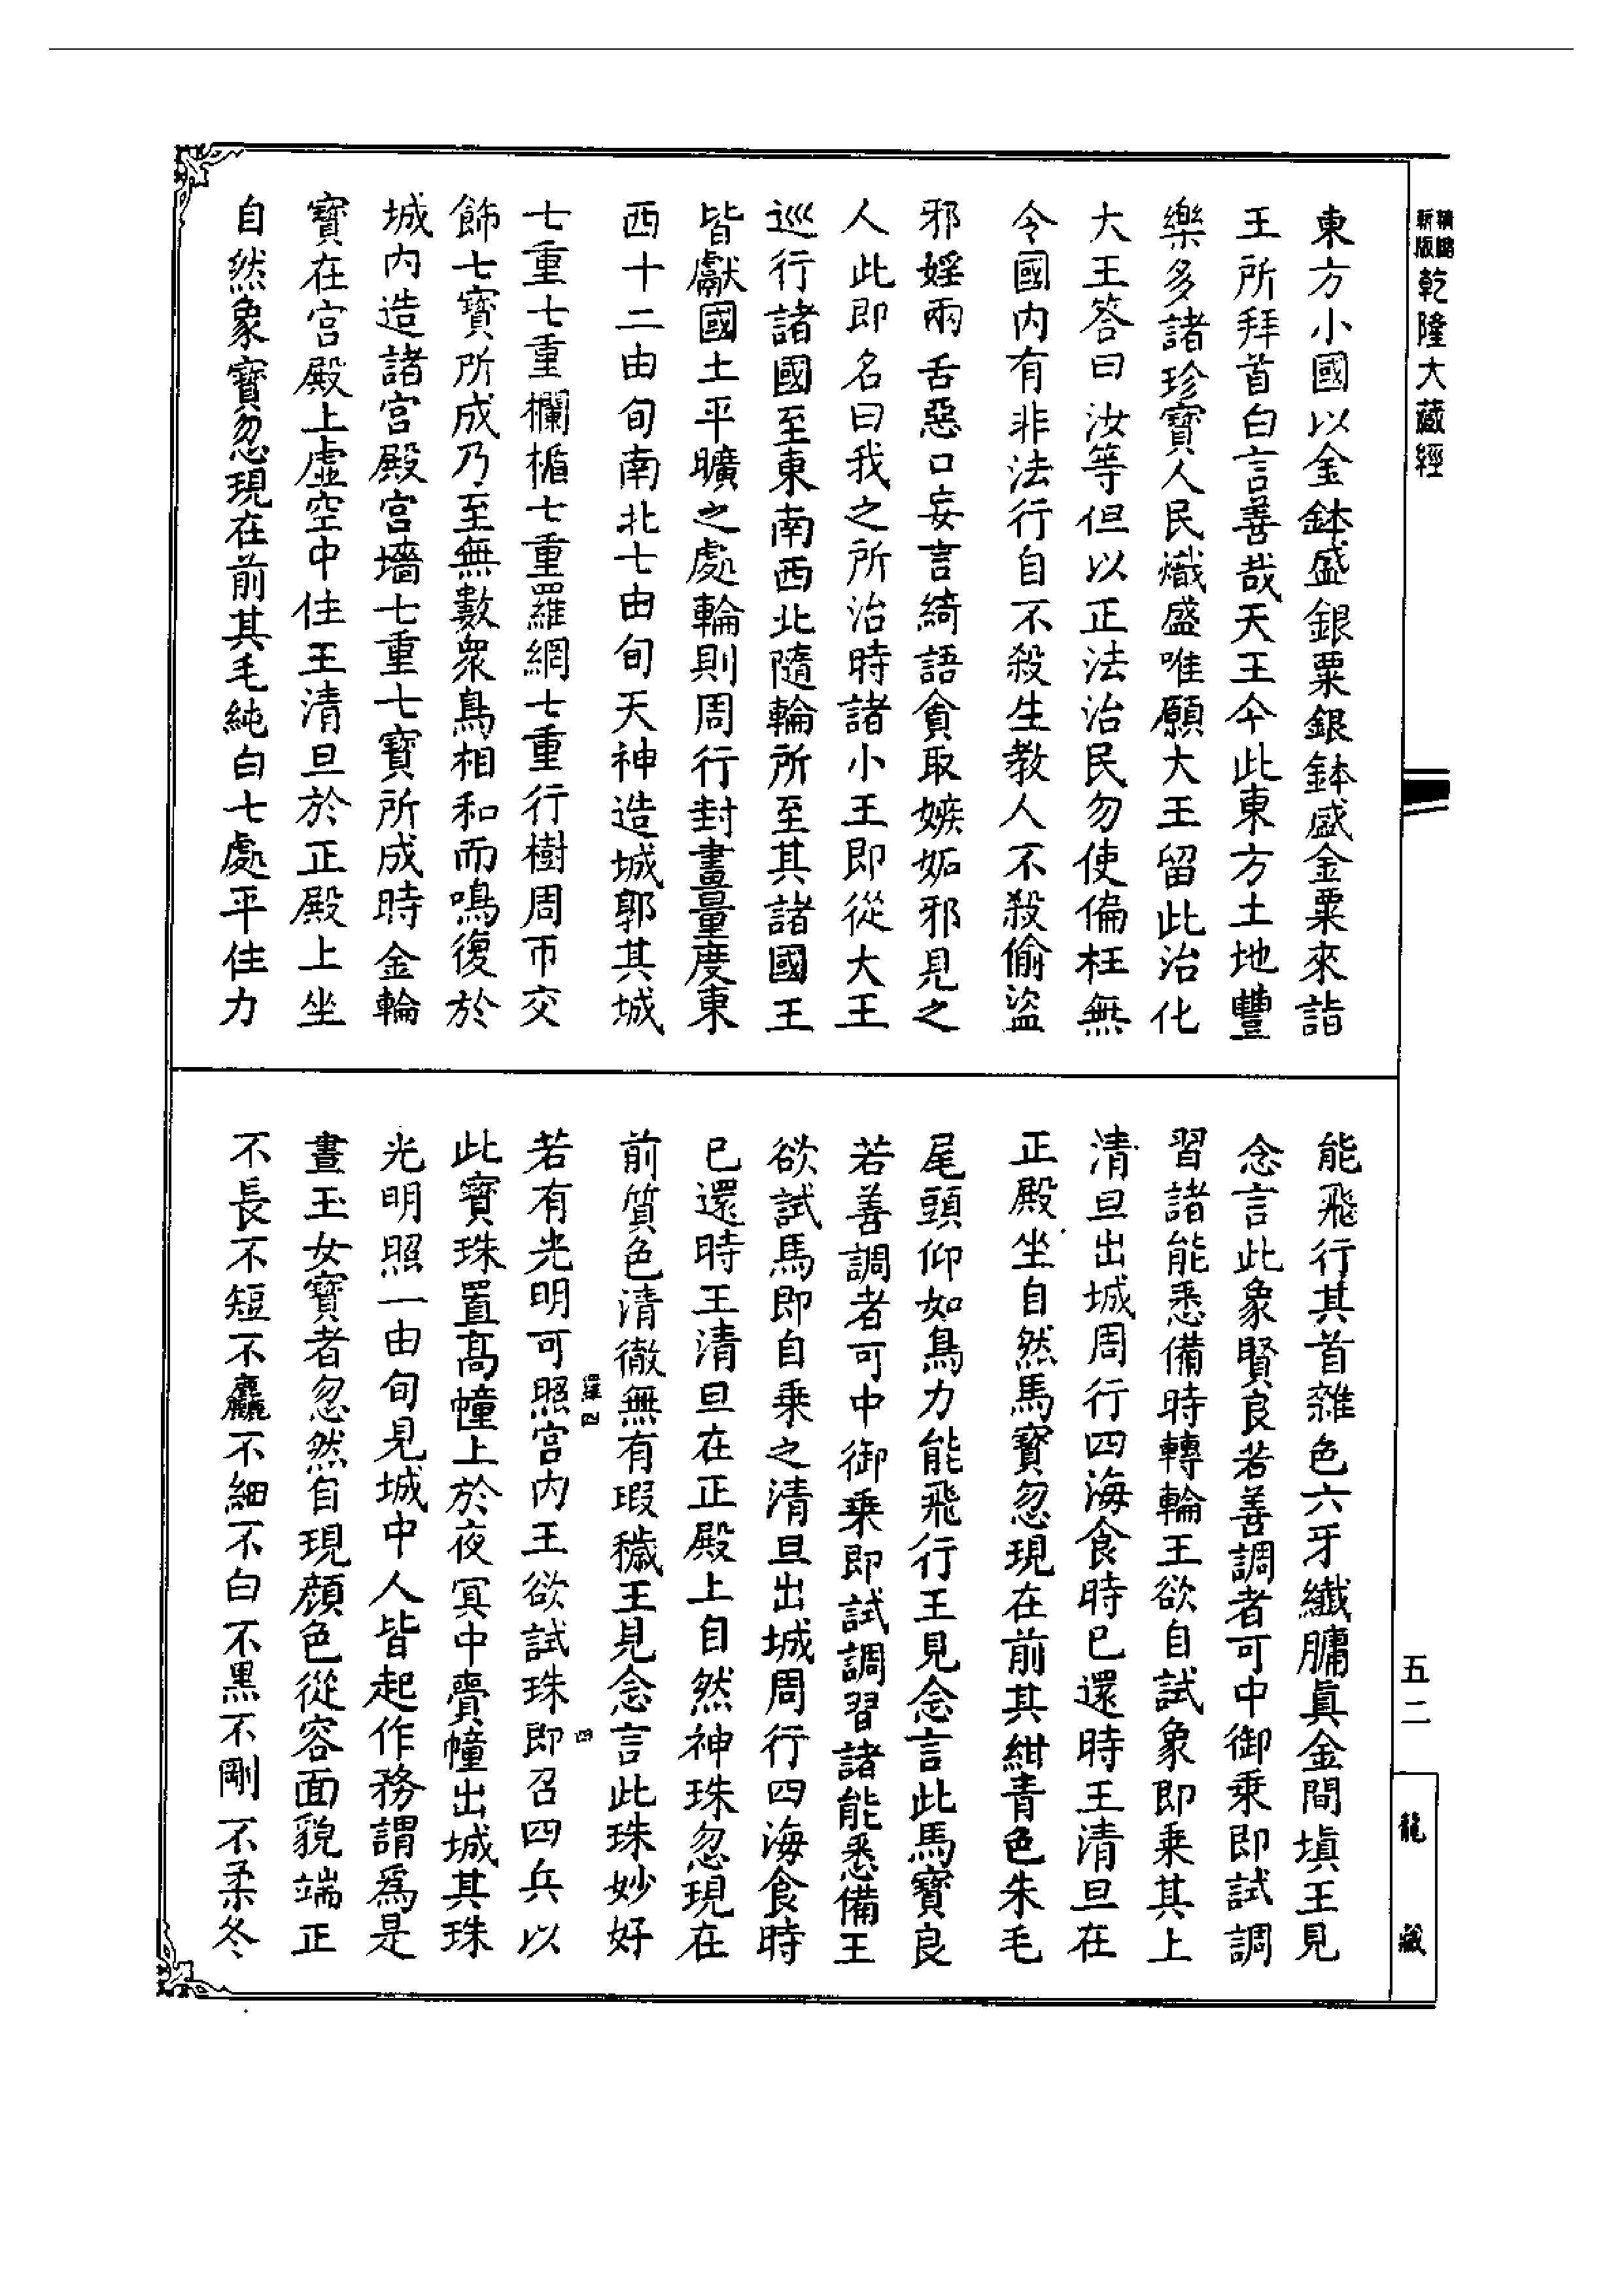 乾隆大藏經
東方小國以金鉢盛銀粟銀鉢盛金粟來詣
王所拜首白言善哉天王今此東方土地豐
樂多諸珍寶人民熾盛唯願大王留此治化
大王答曰汝等但以正法治民勿使偏枉無
令國內有非法行自不殺生教人不殺偷盜
邪婬兩舌惡口妄言綺語貪取嫉妬邪見之
人此即名曰我之所治時諸小王即從大王
巡行諸國至東南西北隨輪所至其諸國王
皆獻國土平曠之處輪則周行封畫量度東
西十二由旬南北七由旬天神造城郭其城
七重七重欄楯七重羅網七重行樹周帀交
飾七寶所成乃至無數衆鳥相和而鳴復於
城內造諸宮殿宮墻七重七寶所成時金輪
寶在宮殿上虛空中住王清旦於正殿上坐
自然象寶忽現在前其毛純白七處平住力
能飛行其首雜色六牙纖𦟛眞金間塡王見
念言此象賢良若善調者可中御乘即試調
習諸能悉備時轉輪王欲自試象即乘其上
清旦出城周行四海食時已還時王清旦在
正殿坐自然馬寶忽現在前其紺青色朱毛
尾頭仰如鳥力能飛行王見念言此馬寶良
若善調者可中御乘即試調習諸能悉備王
欲試馬即自乘之清旦出城周行四海食時
已還時王清旦在正殿上自然神珠忽現在
前質色清徹無有瑕穢王見念言此珠妙好
若有光明可照宮內王欲試珠即召四兵以
此寶珠置高幢上於夜冥中賷幢出城其珠
光明照一由旬見城中人皆起作務謂爲是
晝玉女寶者忽然自現顔色從容面貌端正
不長不短不麤不細不白不黑不剛不柔冬
五二
龍藏